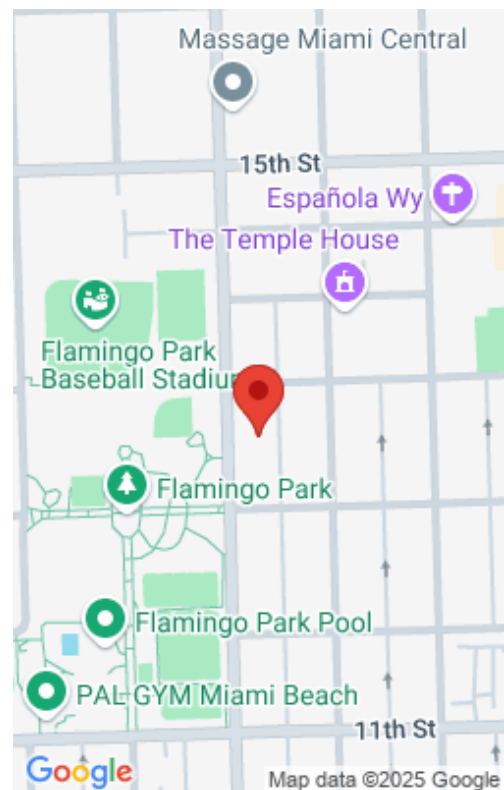 Massage Miami Central
15th St
Española Wy
The Temple House
Flamingo Park
Baseball Stadiu
Flamingo Park
Flamingo Park Pool
PAL GYM Miami Beach
11th St
Google
Map data ©2025 Google